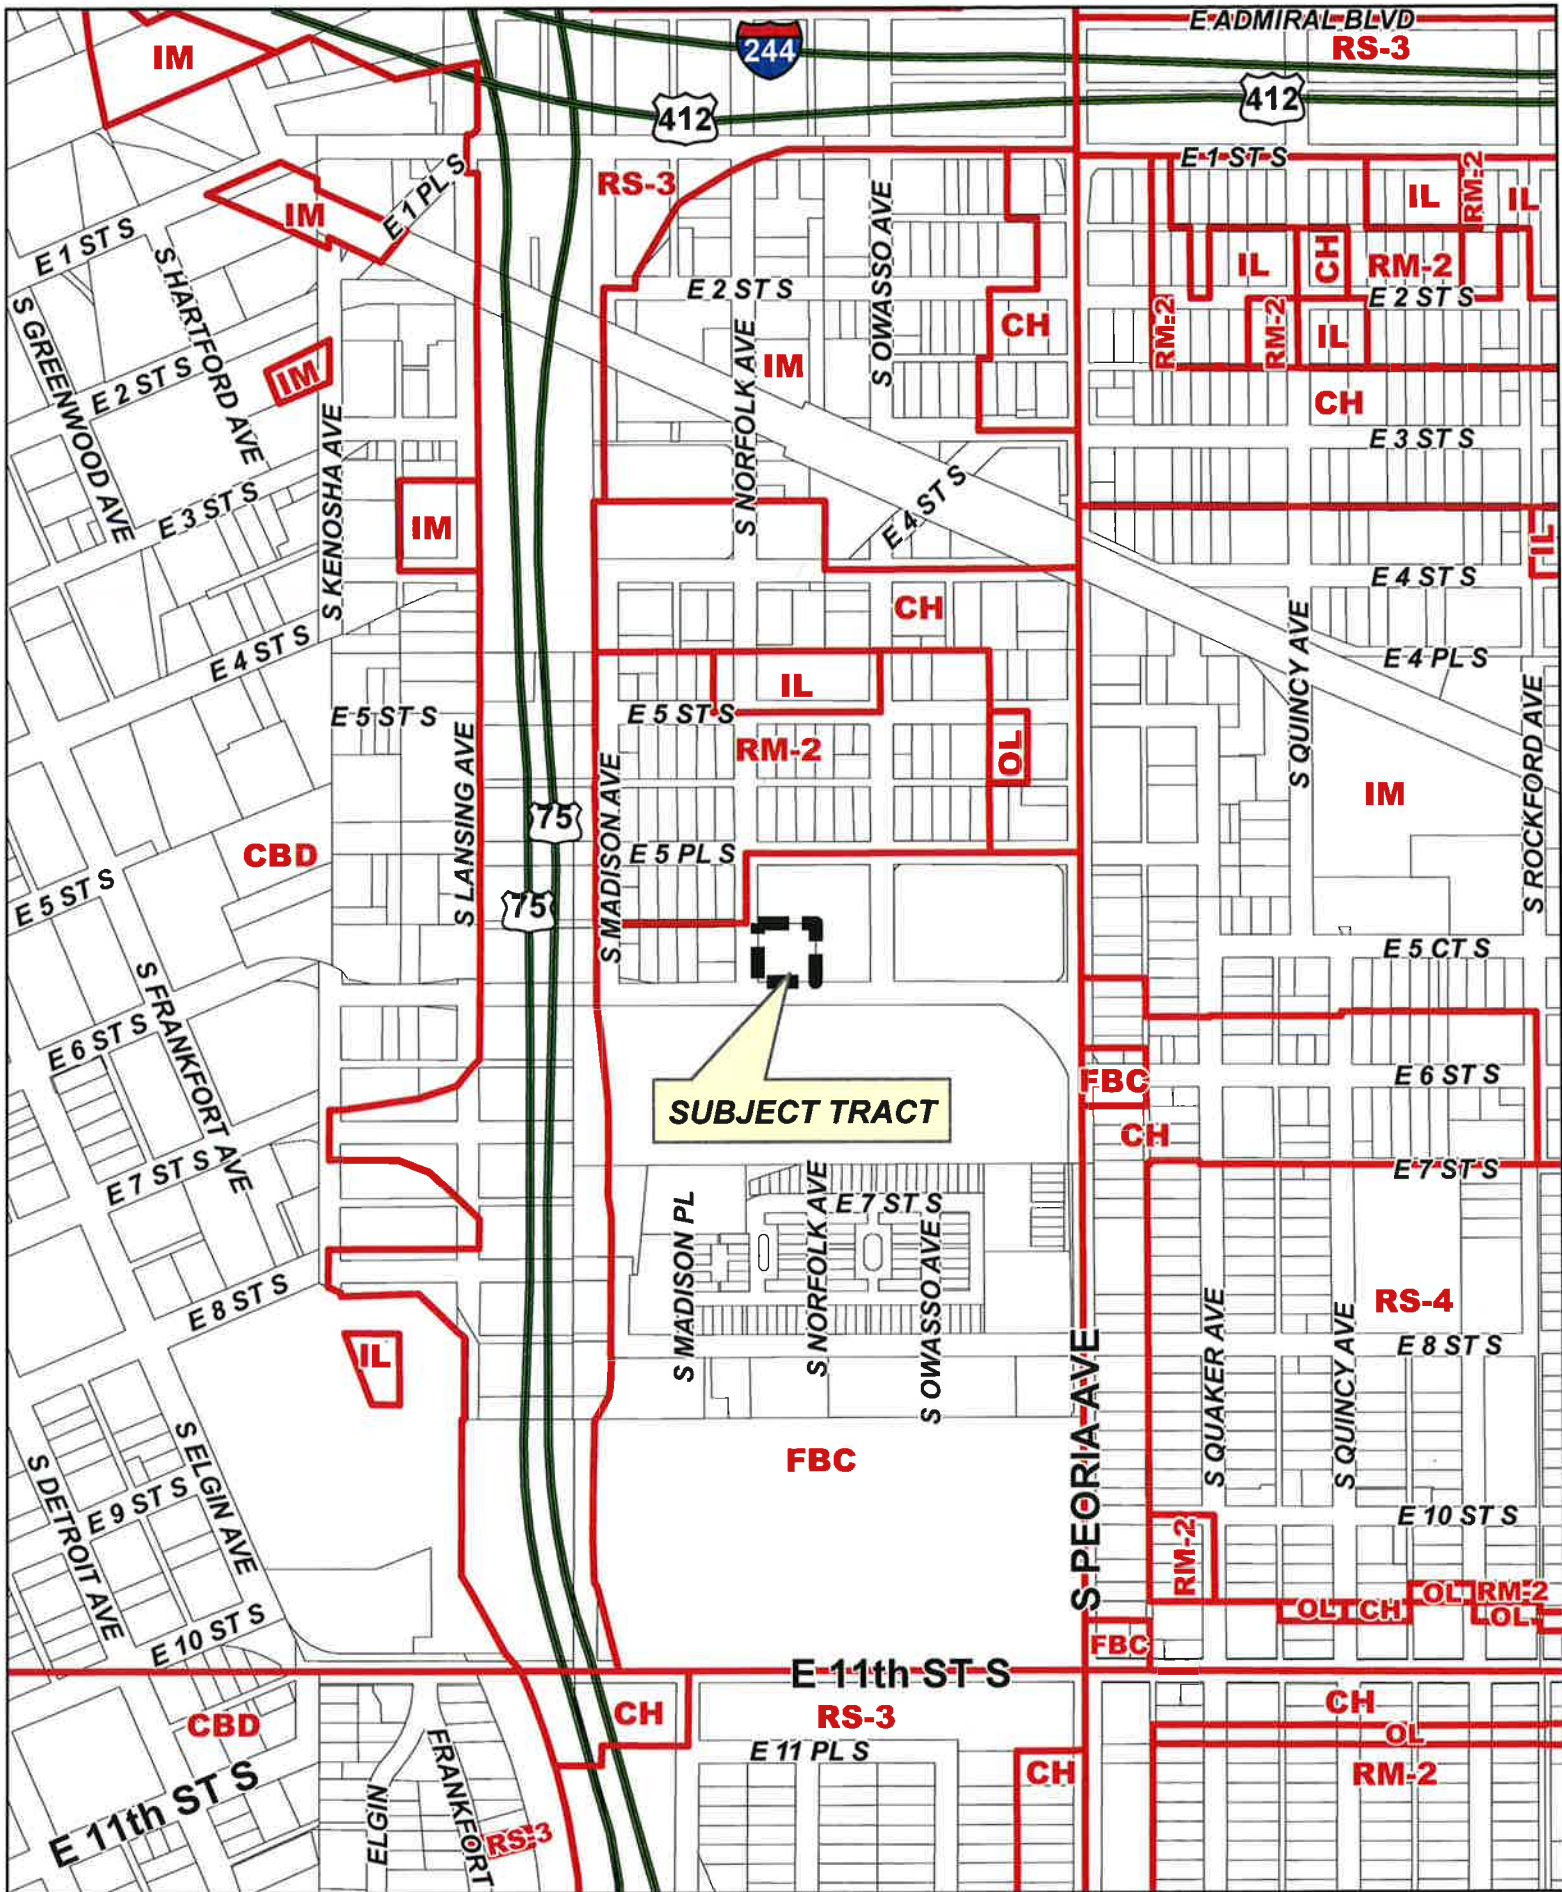 E ADMIRAL BLVD
RS-3
IM
244
412
412
E 1 ST S
RM-2
IL
IL
RS-3
E 1 PL S
IM
S OWASSO AVE
E 1 ST S
S HARTFORD AVE
IL
CH
RM-2
E 2 ST S
E 2 ST S
S GREENWOOD AVE
CH
RM-2
RM-2
IL
S NORFOLK AVE
IM
IM
E 2 ST S
CH
S KENOSHA AVE
E 3 ST S
E 3 ST S
IM
E 4 ST S
IL
E 4 ST S
CH
S QUINCY AVE
E 4 ST S
E 4 PL S
IL
E 5 ST S
E 5 ST S
S LANSING AVE
RM-2
OL
S ROCKFORD AVE
IM
75
S MADISON AVE
CBD
E 5 PL S
75
E 5 ST S
E 5 CT S
S FRANKFORT AVE
E 6 ST S
FBC
E 6 ST S
SUBJECT TRACT
CH
E 7 ST S
E 7 ST S
E 7 ST S
S MADISON PL
S NORFOLK AVE
S OWASSO AVE
RS-4
E 8 ST S
S QUAKER AVE
S QUINCY AVE
E 8 ST S
IL
S PEORIA AVE
FBC
S DETROIT AVE
S ELGIN AVE
E 9 ST S
E 10 ST S
RM-2
OL
CH
OL
RM-2
OL
E 10 ST S
FBC
E 11th ST S
CBD
CH
RS-3
CH
OL
E 11 PL S
CH
RM-2
E 11th ST S
ELGIN
FRANKFORT
RS-3